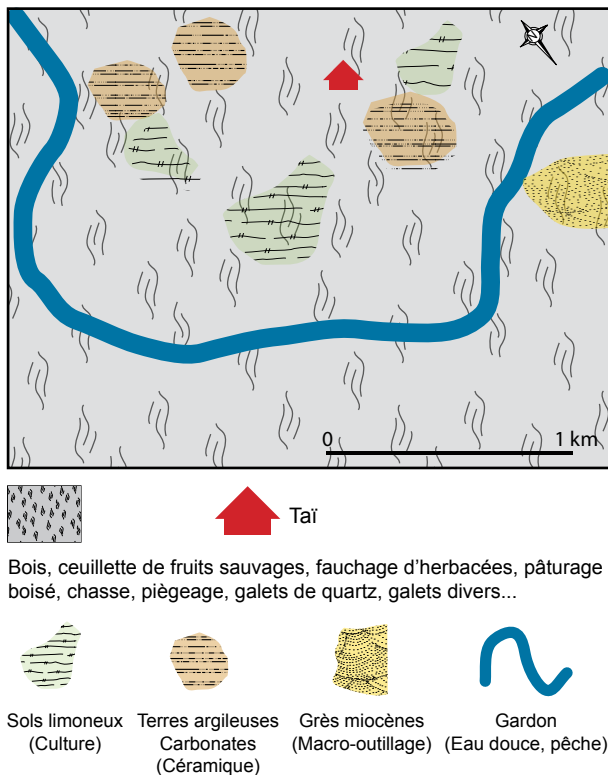 N
0 1 km
Taï
Bois, ceuillette de fruits sauvages, fauchage d'herbacées, pâturage
boisé, chasse, piègeage, galets de quartz, galets divers...
Sols limoneux
(Culture)
Terres argileuses
Carbonates
(Céramique)
Grès miocènes
(Macro-outillage)
Gardon
(Eau douce, pêche)